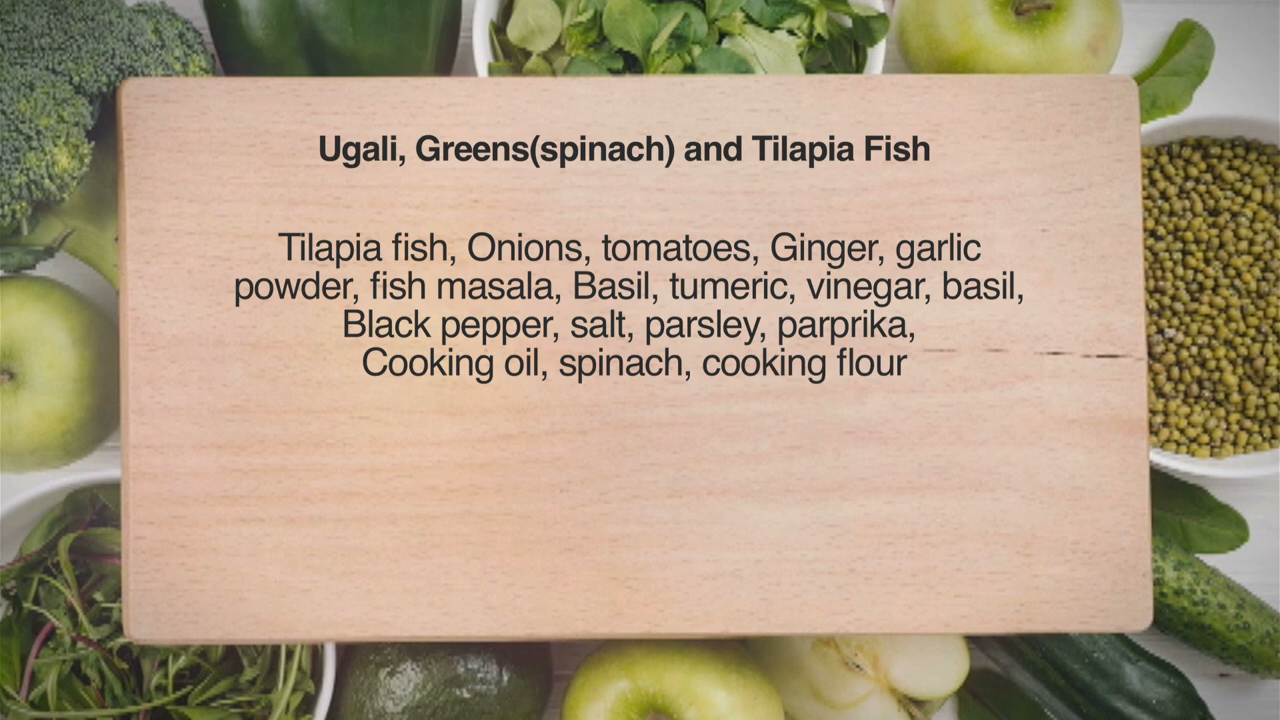 Ugali, Greens(spinach) and Tilapia Fish
Tilapia fish, Onions, tomatoes, Ginger, garlic
powder, fish masala, Basil, tumeric, vinegar, basil,
Black pepper, salt, parsley, parprika,
Cooking oil, spinach, cooking flour